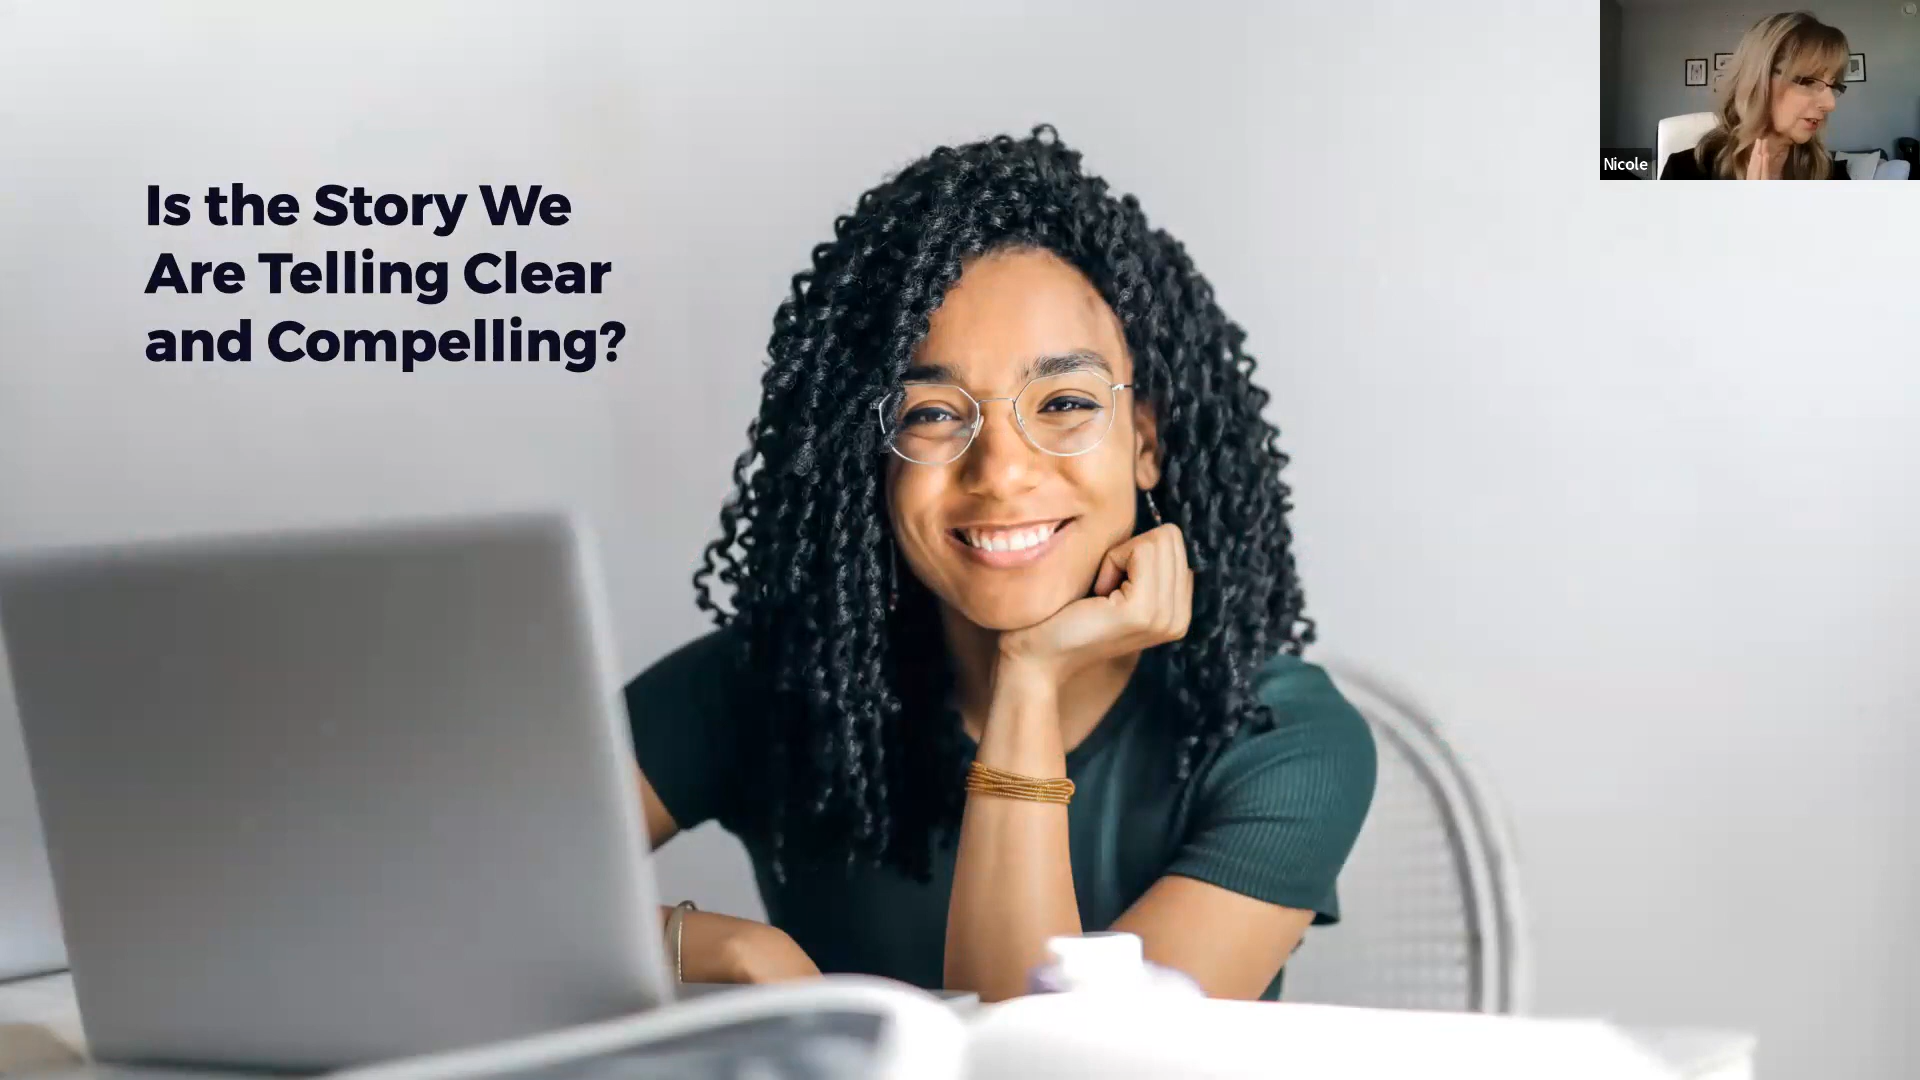 Is the Story We
Are Telling Clear
and Compelling?
Nicole